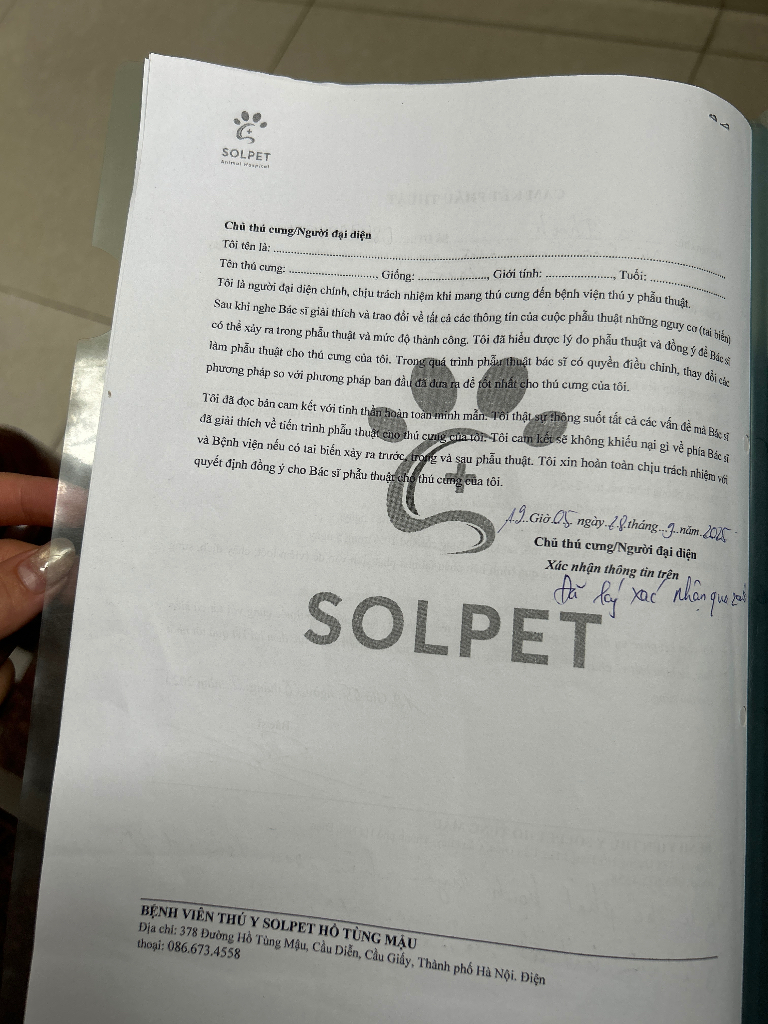 SOLPET
Animal Hospital
Chủ thú cưng/Người đại diện
Tôi tên là: ........................................
Tên thú cưng: ...................., Giống: ................, Giới tính: ................, Tuổi: ................
Tôi là người đại diện chính, chịu trách nhiệm khi mang thú cưng đến bệnh viện thú y phẫu thuật.
Sau khi nghe Bác sĩ giải thích và trao đổi về tất cả các thông tin của cuộc phẫu thuật những nguy cơ (tai biến)
có thể xảy ra trong phẫu thuật và mức độ thành công. Tôi đã hiểu được lý do phẫu thuật và đồng ý để Bác sĩ
làm phẫu thuật cho thú cưng của tôi. Trong quá trình phẫu thuật bác sĩ có quyền điều chỉnh, thay đổi các
phương pháp so với phương pháp ban đầu đã đưa ra để tốt nhất cho thú cưng của tôi.
Tôi đã đọc bản cam kết với tinh thần hoàn toàn minh mẫn. Tôi thật sự thông suốt tất cả các vấn đề mà Bác sĩ
đã giải thích về tiến trình phẫu thuật cho thú cưng của tôi. Tôi cam kết sẽ không khiếu nại gì về phía Bác sĩ
và Bệnh viện nếu có tai biến xảy ra trước, trong và sau phẫu thuật. Tôi xin hoàn toàn chịu trách nhiệm với
quyết định đồng ý cho Bác sĩ phẫu thuật cho thú cưng của tôi.
19 Giờ 05 ngày 28 tháng 9 năm 2025
Chủ thú cưng/Người đại diện
Xác nhận thông tin trên
Đã ký xác nhận qua
SOLPET
BỆNH VIÊN THÚ Y SOLPET HỒ TÙNG MẬU
Địa chỉ: 378 Đường Hồ Tùng Mậu, Cầu Diễn, Cầu Giấy, Thành phố Hà Nội. Điện
thoại: 086.673.4558